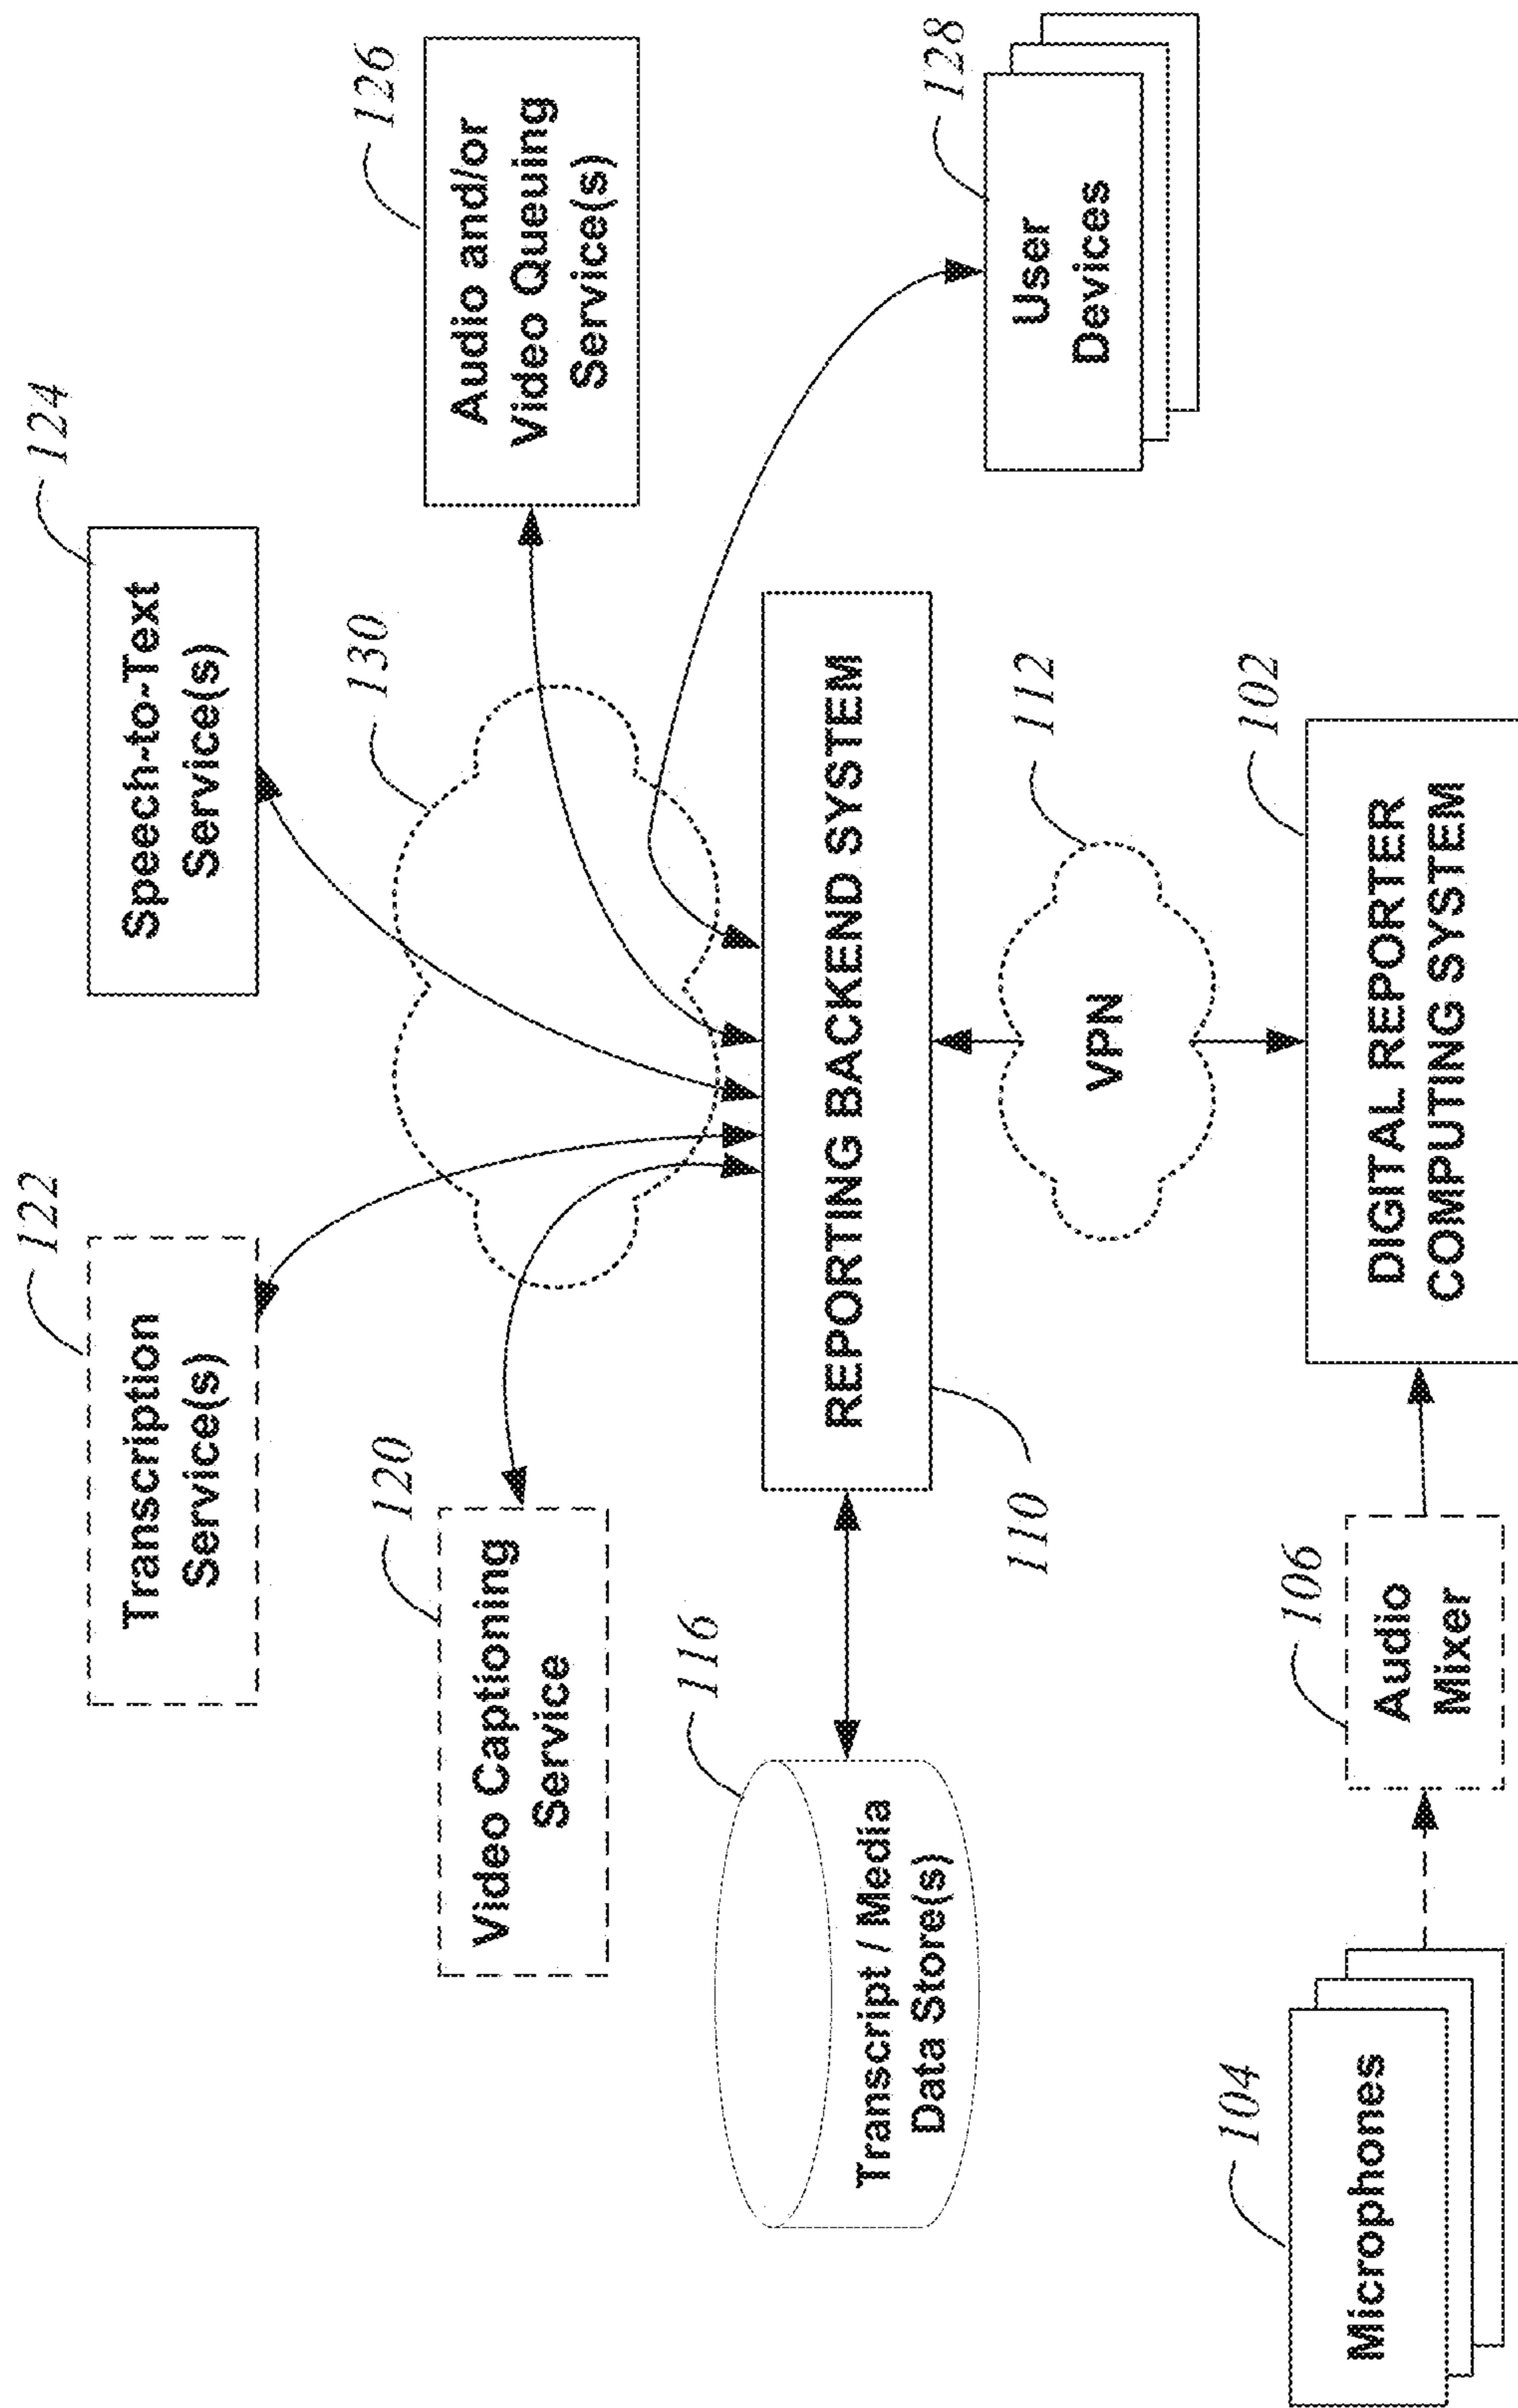 122
Transcription
Service(s)
124
Speech-to-Text
Service(s)
120
Video Captioning
Service
130
126
Audio and/or
Video Queuing
Service(s)
116
Transcript / Media
Data Store(s)
REPORTING BACKEND SYSTEM
110
128
User
Devices
112
VPN
104
Microphones
106
Audio
Mixer
102
DIGITAL REPORTER
COMPUTING SYSTEM